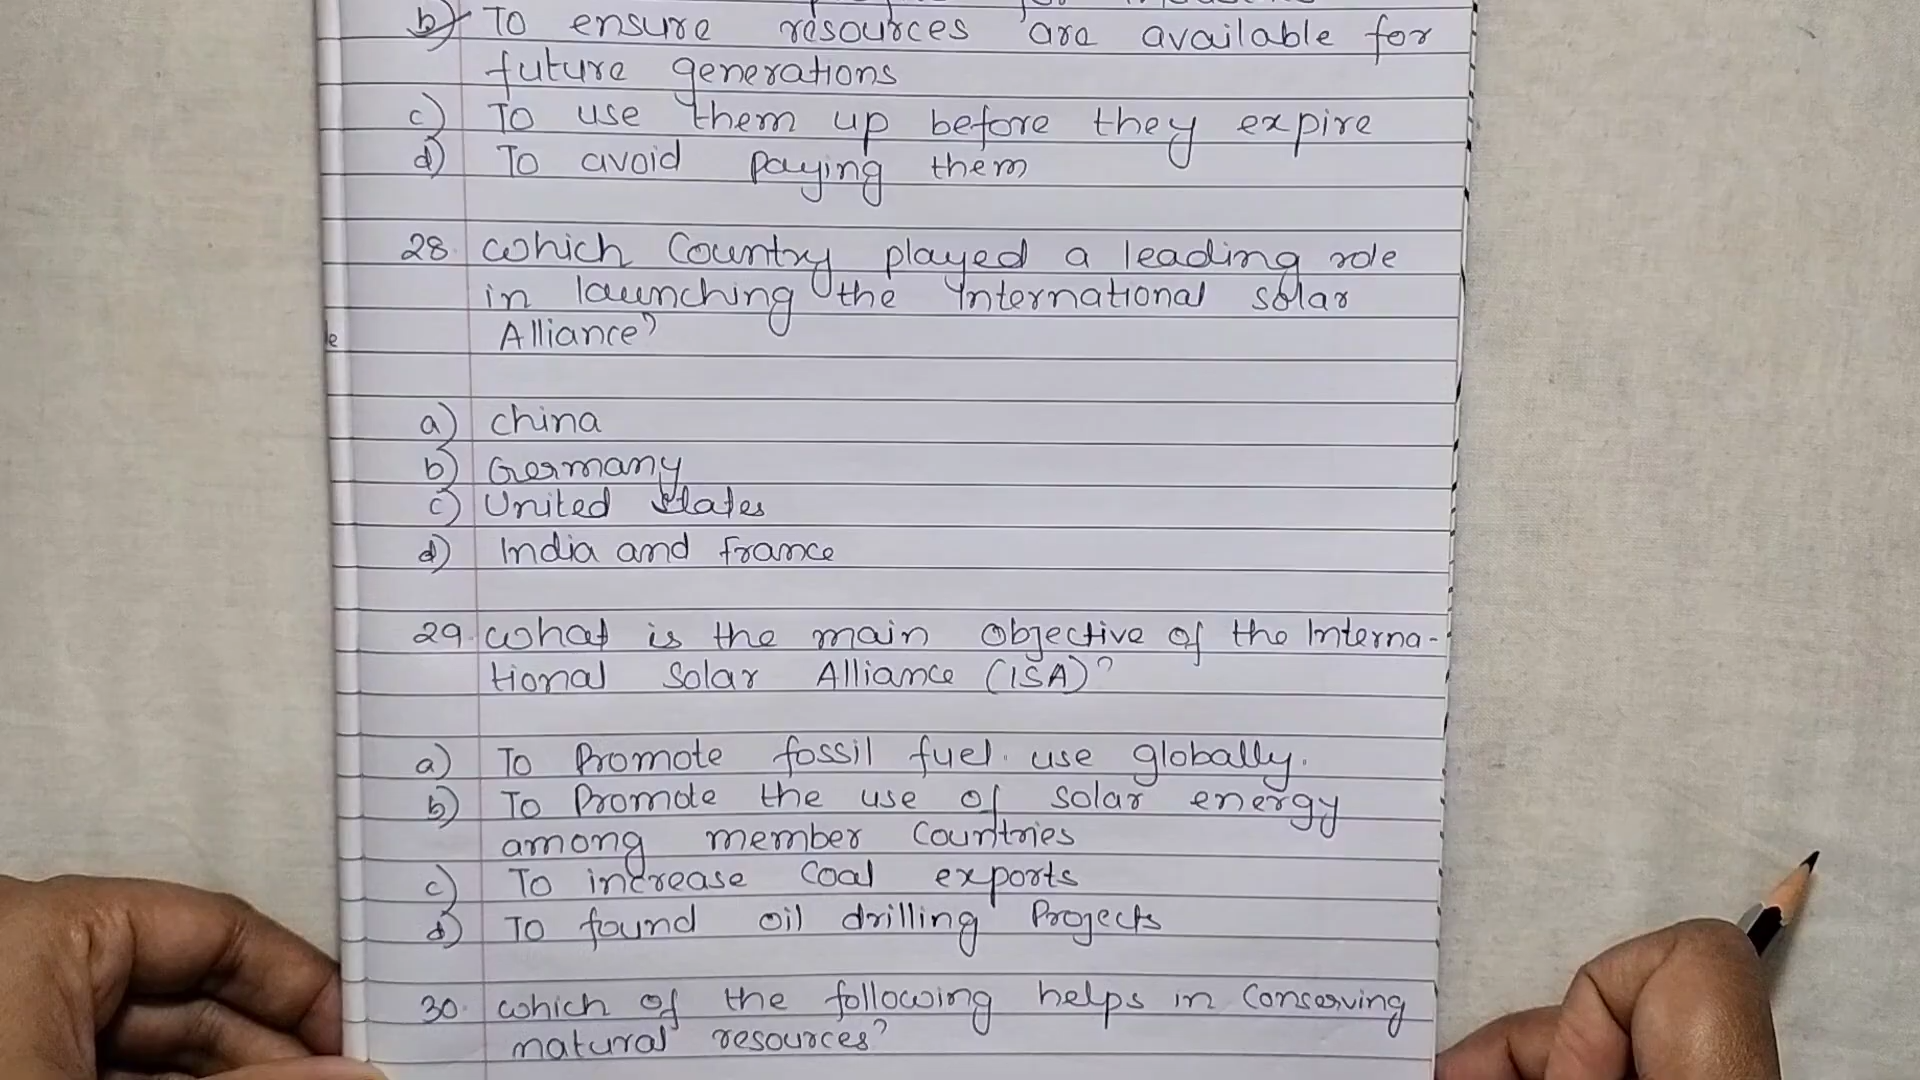 b) To ensure resources are available for
future generations
c) To use them up before they expire
d) To avoid paying them
28. Which Country played a leading role
in launching the International solar
Alliance?
a) China
b) Germany
c) United States
d) India and france
29. What is the main objective of the Interna-
tional Solar Alliance (ISA)?
a) To Promote fossil fuel use globally.
b) To Promote the use of solar energy
among member Countries
c) To increase Coal exports
d) To found oil drilling Projects
30. Which of the following helps in Conserving
natural resources?